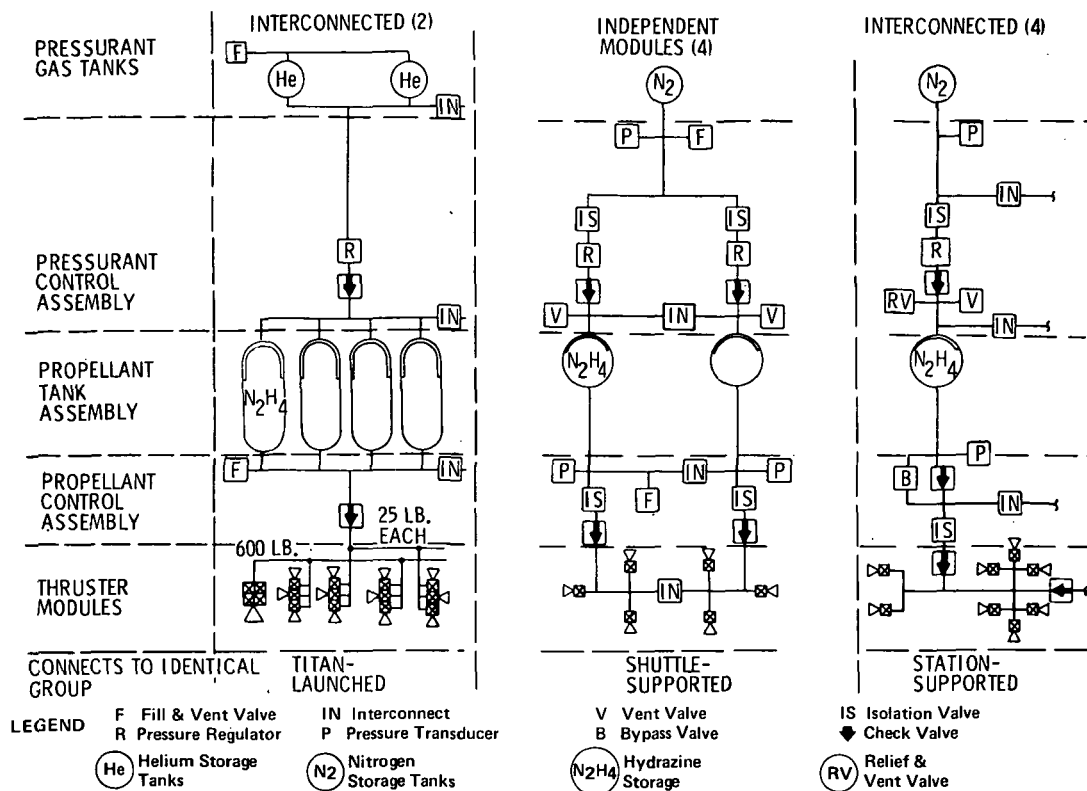 INTERCONNECTED (2)
INDEPENDENT
MODULES (4)
INTERCONNECTED (4)
PRESSURANT
GAS TANKS
F
He
He
IN
N2
P
F
N2
P
IN
PRESSURANT
CONTROL
ASSEMBLY
R
IN
IS
IS
R
R
V
IN
V
IS
R
RV
V
IN
PROPELLANT
TANK
ASSEMBLY
N2H4
N2H4
N2H4
PROPELLANT
CONTROL
ASSEMBLY
F
IN
25 LB.
EACH
P
IN
P
F
IS
IS
P
B
IN
IS
THRUSTER
MODULES
600 LB.
IN
CONNECTS TO IDENTICAL
GROUP
TITAN-
LAUNCHED
SHUTTLE-
SUPPORTED
STATION-
SUPPORTED
LEGEND
F Fill & Vent Valve
R Pressure Regulator
IN Interconnect
P Pressure Transducer
V Vent Valve
B Bypass Valve
IS Isolation Valve
Check Valve
He Helium Storage
Tanks
N2 Nitrogen
Storage Tanks
N2H4 Hydrazine
Storage
RV Relief &
Vent Valve